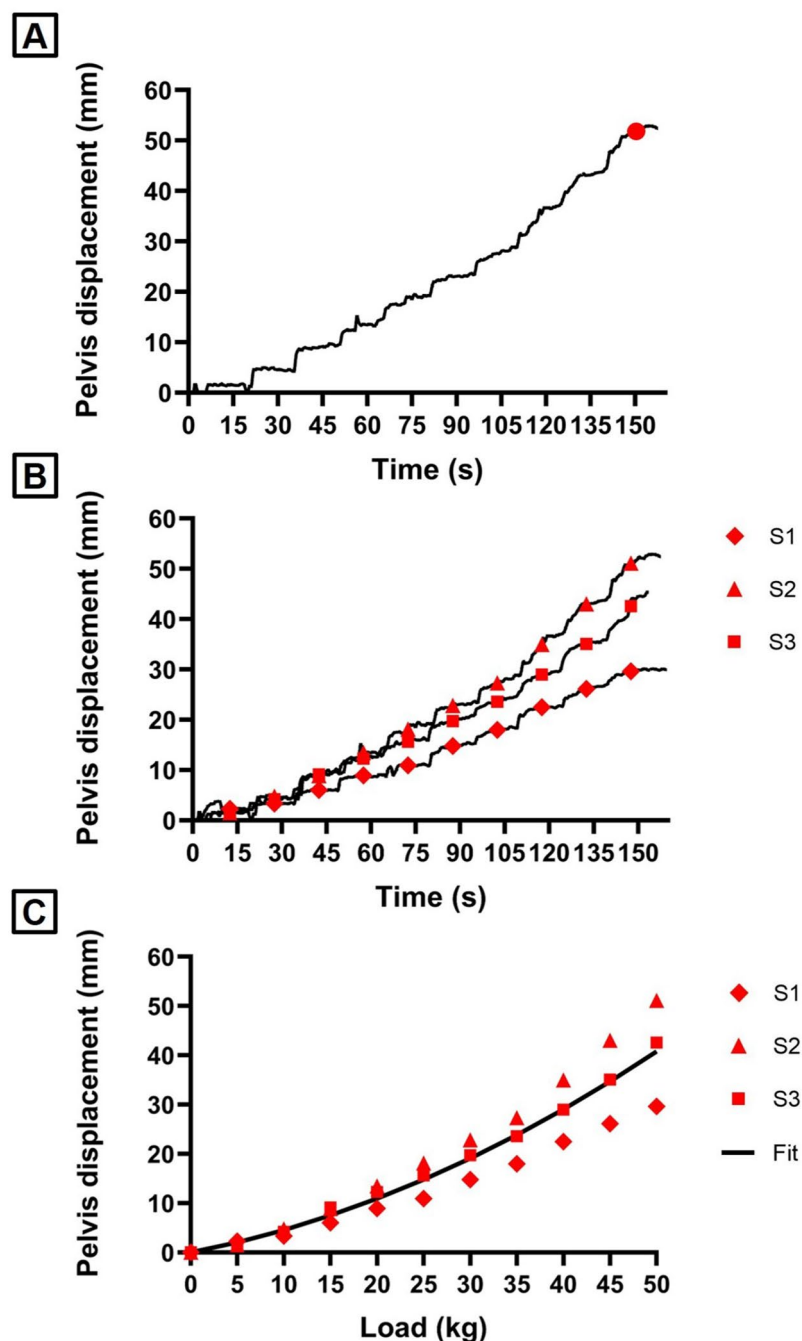 A
Pelvis displacement (mm)
60
50
40
30
20
10
0
0 15 30 45 60 75 90 105 120 135 150
Time (s)
B
Pelvis displacement (mm)
60
50
40
30
20
10
0
0 15 30 45 60 75 90 105 120 135 150
Time (s)
S1
S2
S3
C
Pelvis displacement (mm)
60
50
40
30
20
10
0
0 5 10 15 20 25 30 35 40 45 50
Load (kg)
S1
S2
S3
Fit